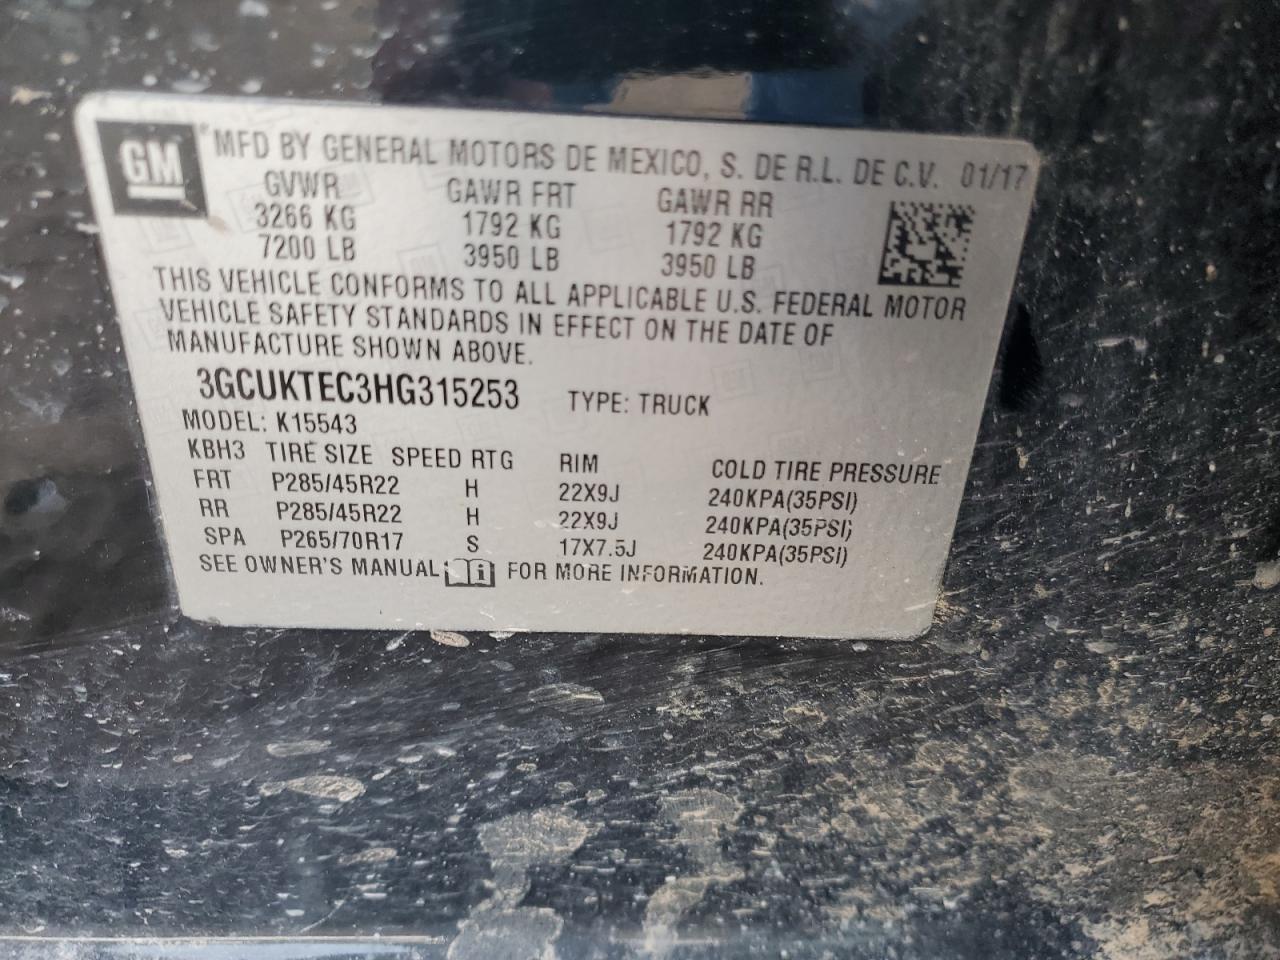 GM
® MFD BY GENERAL MOTORS DE MEXICO, S. DE R.L. DE C.V. 01/17
GVWR GAWR FRT GAWR RR
3266 KG 1792 KG 1792 KG
7200 LB 3950 LB 3950 LB
THIS VEHICLE CONFORMS TO ALL APPLICABLE U.S. FEDERAL MOTOR
VEHICLE SAFETY STANDARDS IN EFFECT ON THE DATE OF
MANUFACTURE SHOWN ABOVE.
3GCUKTEC3HG315253 TYPE: TRUCK
MODEL: K15543
KBH3 TIRE SIZE SPEED RTG RIM COLD TIRE PRESSURE
FRT P285/45R22 H 22X9J 240KPA(35PSI)
RR P285/45R22 H 22X9J 240KPA(35PSI)
SPA P265/70R17 S 17X7.5J 240KPA(35PSI)
SEE OWNER'S MANUAL i FOR MORE INFORMATION.